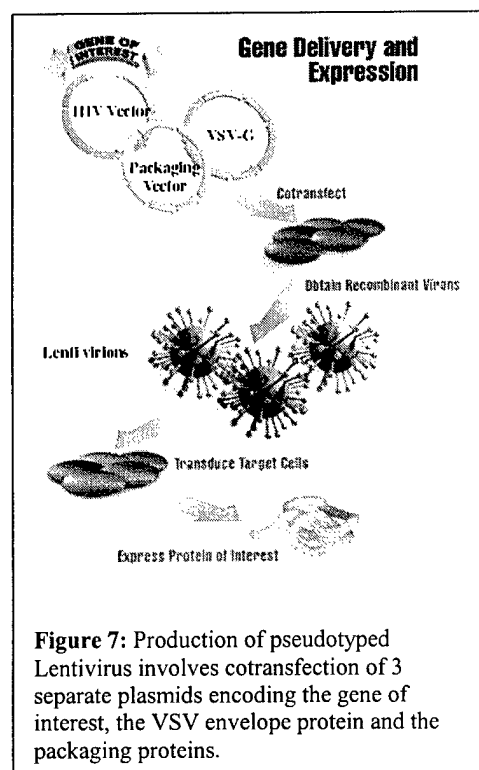 GENE OF
INTEREST
Gene Delivery and
Expression
HIV Vector
VSV-G
Packaging
Vector
Cotransfect
Obtain Recombinant Virons
Lenti virions
Transduce Target Cells
Express Protein of Interest
Figure 7: Production of pseudotyped
Lentivirus involves cotransfection of 3
separate plasmids encoding the gene of
interest, the VSV envelope protein and the
packaging proteins.